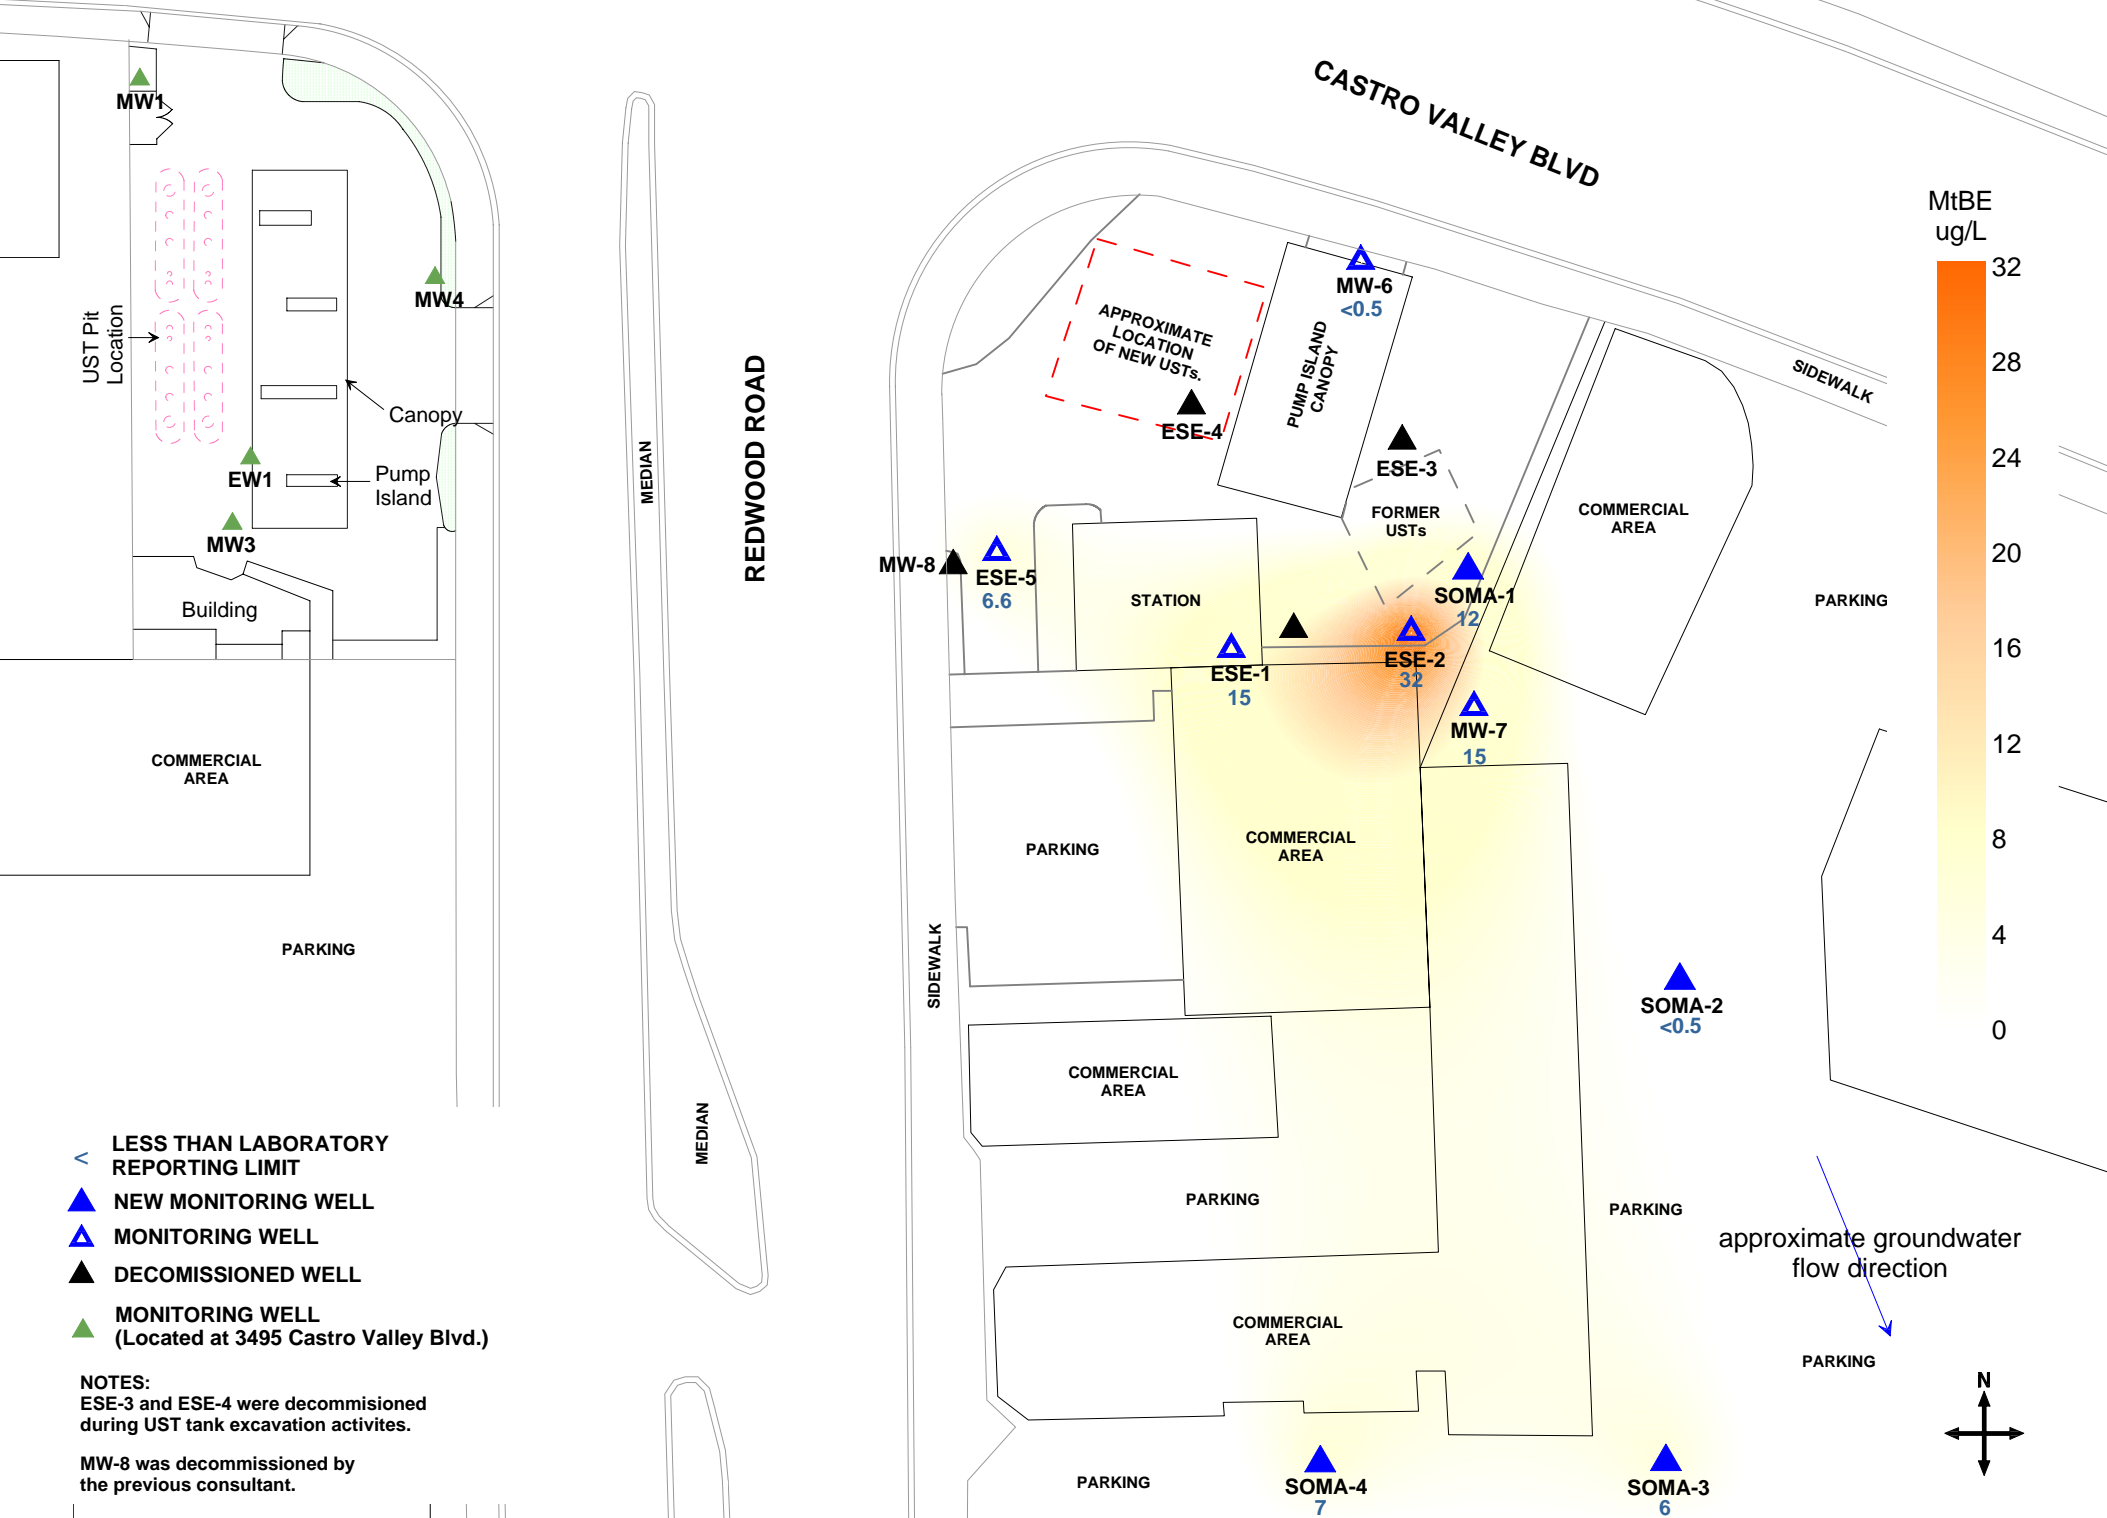 CASTRO VALLEY BLVD
MW1
MtBE
ug/L
32
28
24
20
16
12
8
4
0
MW-6
<0.5
MW4
UST Pit
Location
APPROXIMATE
LOCATION
OF NEW USTs.
PUMP ISLAND
CANOPY
SIDEWALK
Canopy
ESE-4
REDWOOD ROAD
MEDIAN
ESE-3
EW1
Pump
Island
FORMER
USTs
COMMERCIAL
AREA
MW3
MW-8
ESE-5
6.6
STATION
SOMA-1
12
PARKING
Building
ESE-1
15
ESE-2
32
MW-7
15
COMMERCIAL
AREA
PARKING
COMMERCIAL
AREA
PARKING
SIDEWALK
SOMA-2
<0.5
COMMERCIAL
AREA
MEDIAN
< LESS THAN LABORATORY
REPORTING LIMIT
NEW MONITORING WELL
MONITORING WELL
DECOMISSIONED WELL
MONITORING WELL
(Located at 3495 Castro Valley Blvd.)
PARKING
PARKING
approximate groundwater
flow direction
COMMERCIAL
AREA
PARKING
N
NOTES:
ESE-3 and ESE-4 were decommisioned
during UST tank excavation activites.
MW-8 was decommissioned by
the previous consultant.
PARKING
SOMA-4
7
SOMA-3
6